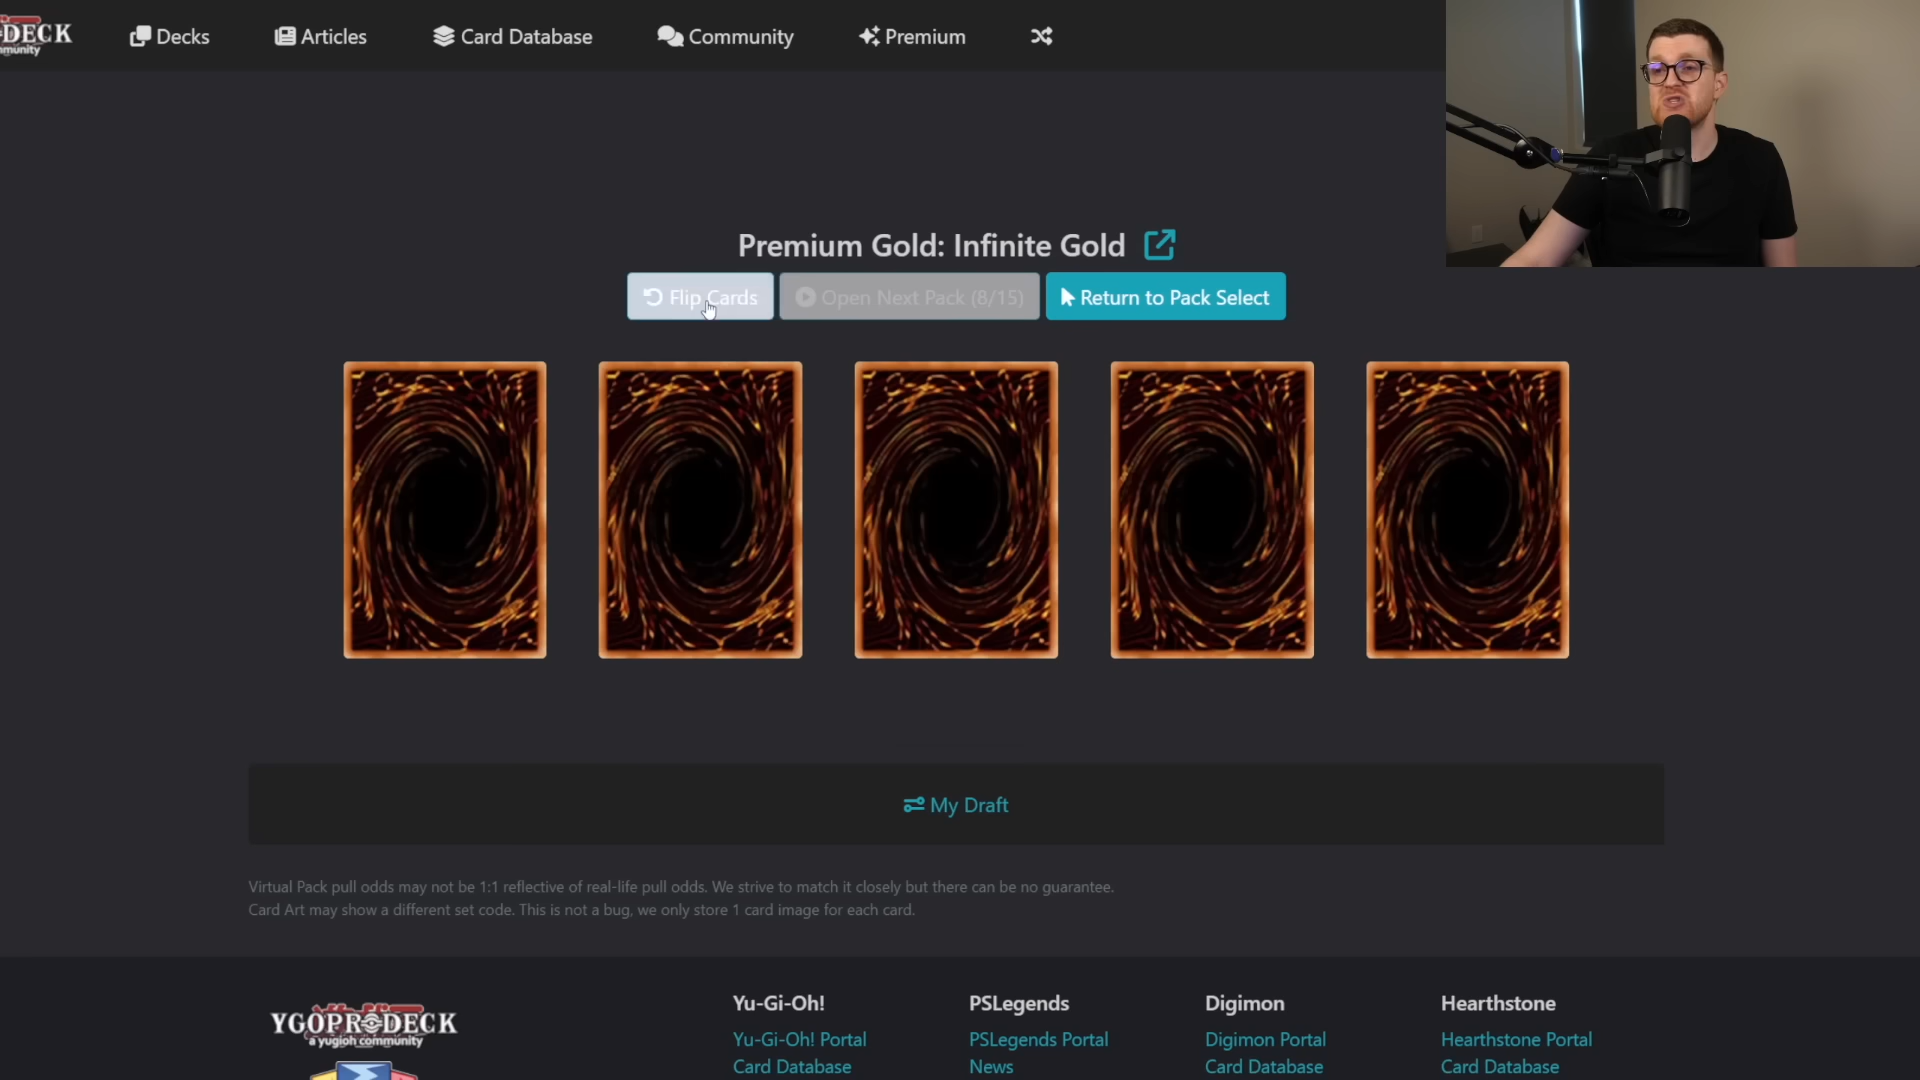 DECK
mmunity
Decks
Articles
Card Database
Community
Premium
Premium Gold: Infinite Gold
Flip Cards
Open Next Pack (8/15)
Return to Pack Select
My Draft
Virtual Pack pull odds may not be 1:1 reflective of real-life pull odds. We strive to match it closely but there can be no guarantee.
Card Art may show a different set code. This is not a bug, we only store 1 card image for each card.
YGOPRODECK
a yugioh community
Yu-Gi-Oh!
Yu-Gi-Oh! Portal
Card Database
PSLegends
PSLegends Portal
News
Digimon
Digimon Portal
Card Database
Hearthstone
Hearthstone Portal
Card Database